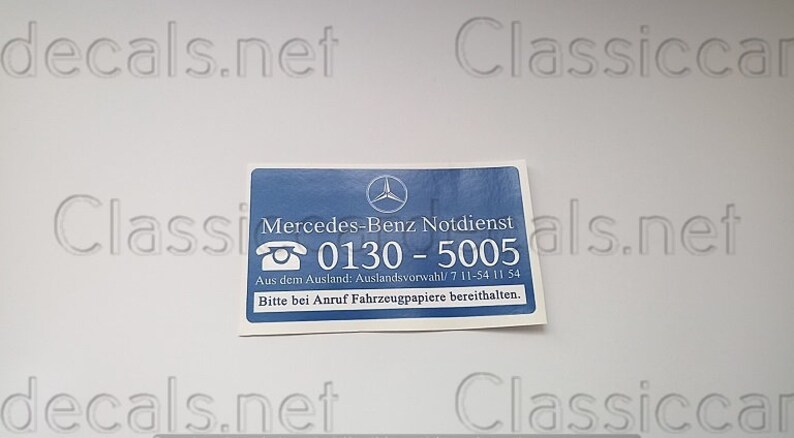 decals.net Classiccar
Mercedes-Benz Notdienst
Classiccardecals.net
0130 - 5005
Aus dem Ausland: Auslandsvorwahl/ 7 11-54 11 54
Bitte bei Anruf Fahrzeugpapiere bereithalten.
decals.net Classiccar